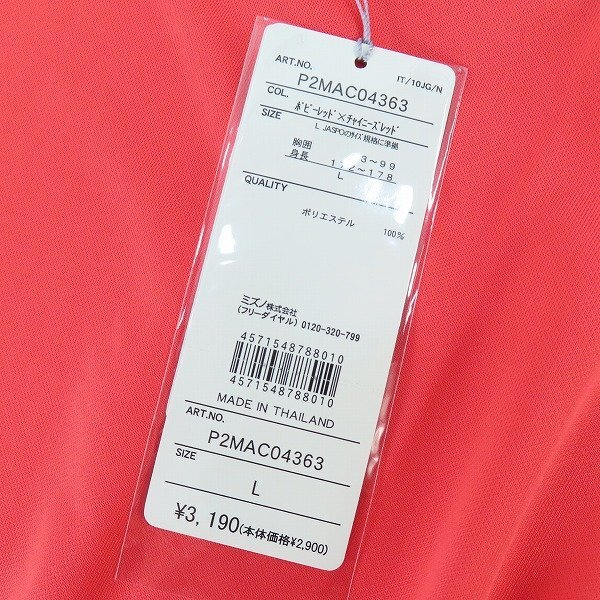 ART.NO.
IT/10JG/N
P2MAC04363
COL.
ﾎﾟﾋﾟｰﾚｯﾄﾞ×ﾁｬｲﾆｰｽﾞﾚｯﾄﾞ
SIZE
L JASPOのサイズ規格に準拠
胸囲 3～99
身長 172～178
L
QUALITY
ポリエステル 100%
ミズノ株式会社
(フリーダイヤル) 0120-320-799
4571548788010
4571548788010
MADE IN THAILAND
ART.NO.
P2MAC04363
SIZE
L
¥3,190(本体価格¥2,900)